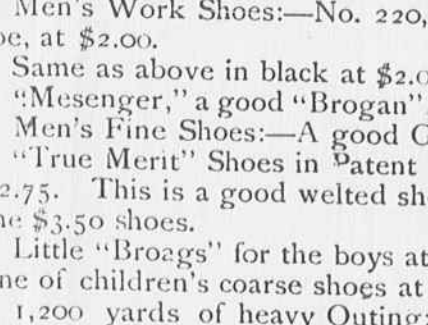 Men's Work Shoes:—No. 220,
oe, at $2.00.
Same as above in black at $2.0
"Mesenger," a good "Brogan"
Men's Fine Shoes:—A good G
"True Merit" Shoes in Patent
2.75. This is a good welted sh
ne $3.50 shoes.
Little "Broags" for the boys at
ne of children's coarse shoes at
1,200 yards of heavy Outing: